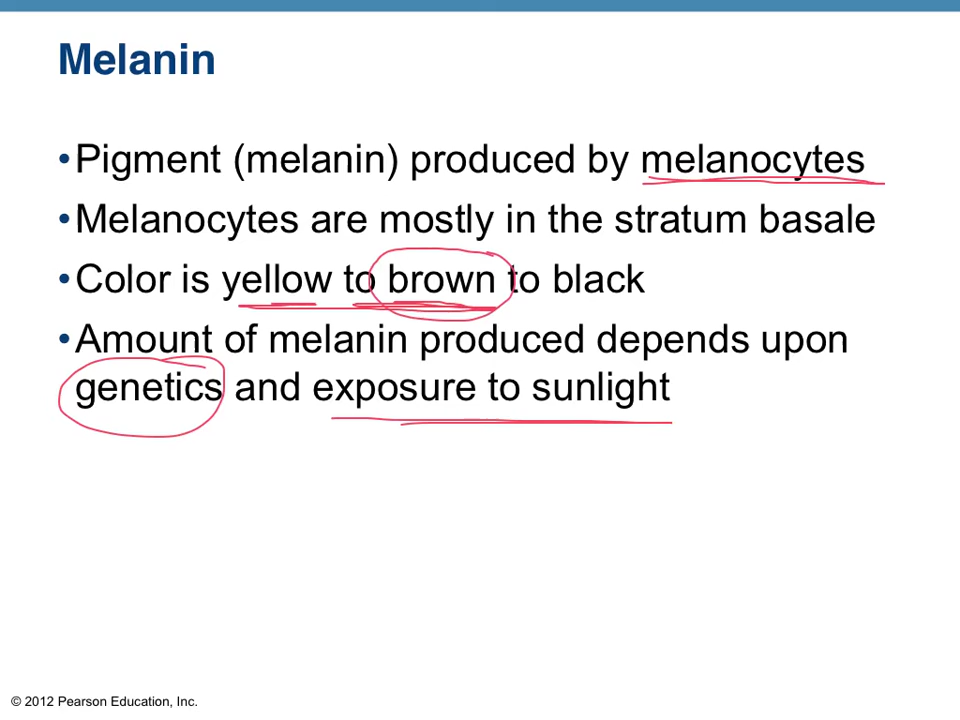 Melanin
•Pigment (melanin) produced by melanocytes
•Melanocytes are mostly in the stratum basale
•Color is yellow to brown to black
•Amount of melanin produced depends upon
genetics and exposure to sunlight
© 2012 Pearson Education, Inc.